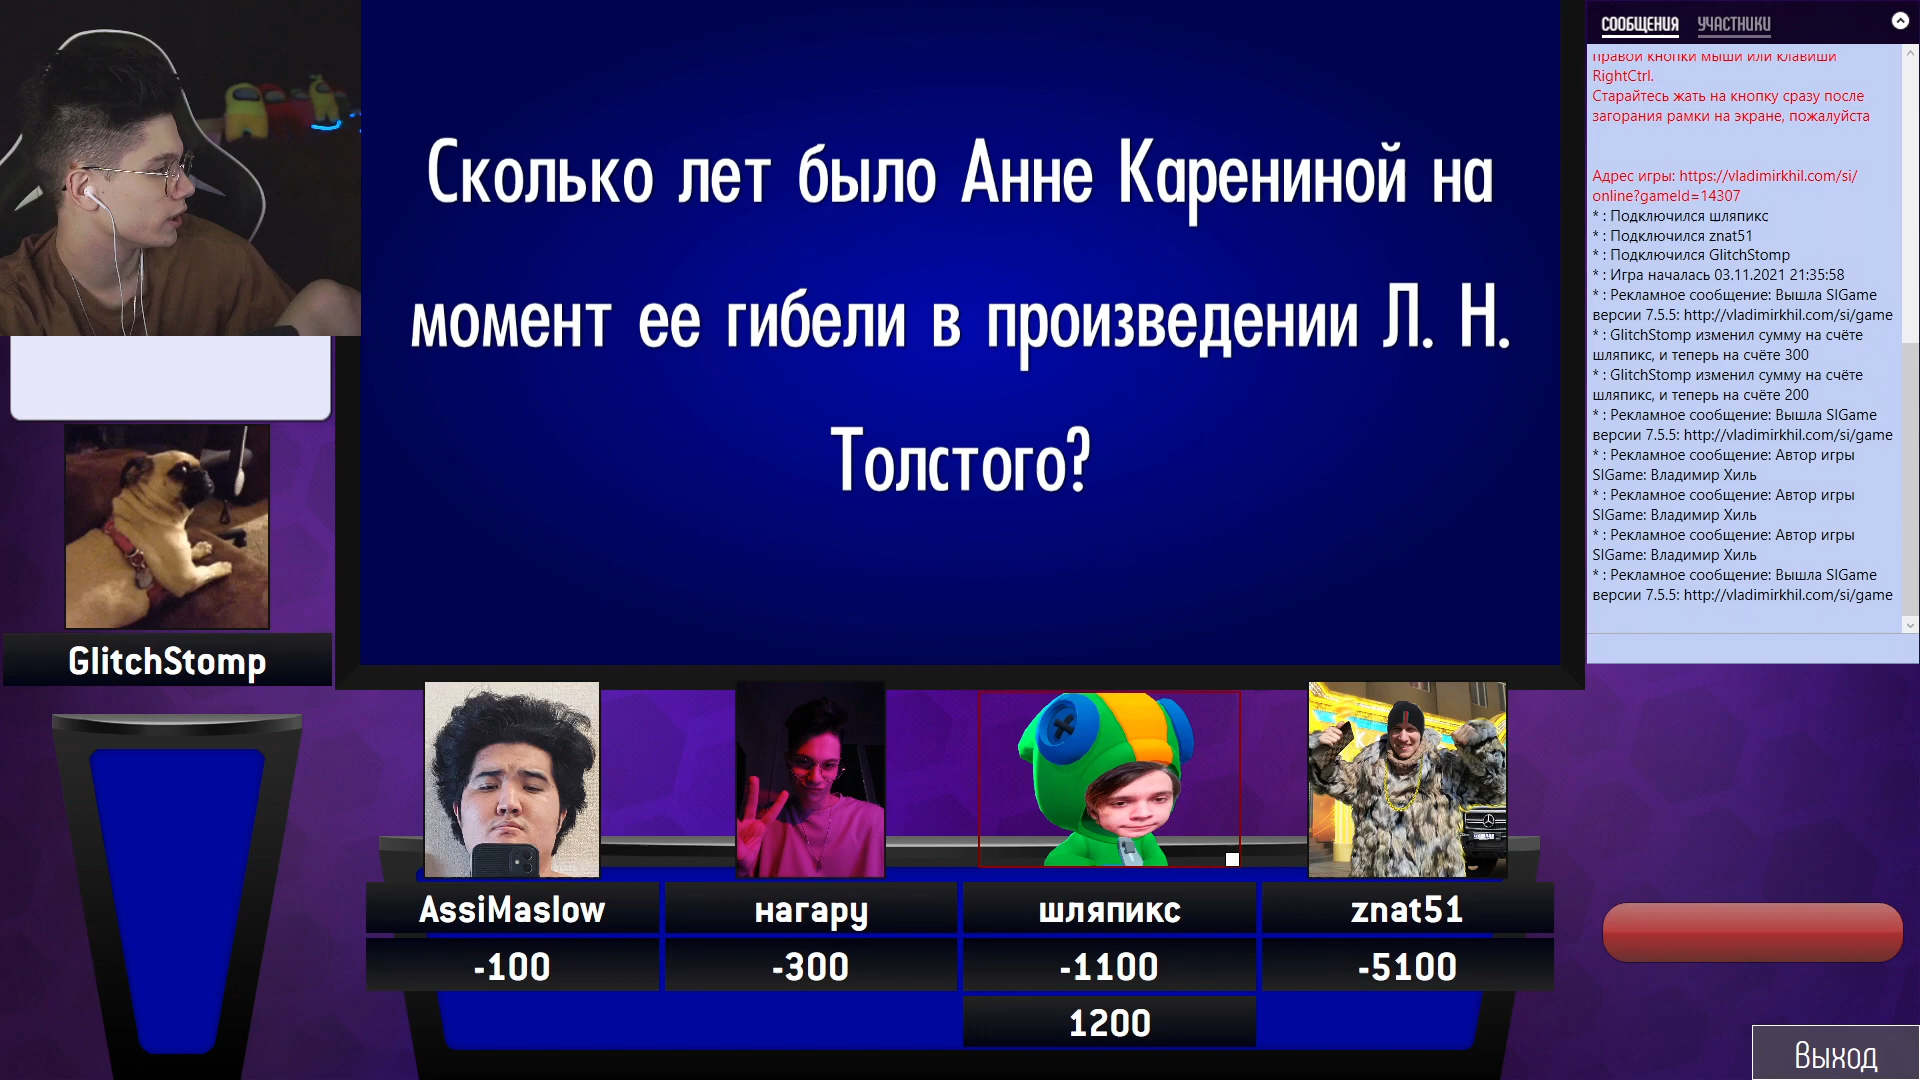 Сколько лет было Анне Карениной на
момент ее гибели в произведении Л. Н.
Толстого?
СООБЩЕНИЯ УЧАСТНИКИ
правой кнопки мыши или клавиши
RightCtrl.
Старайтесь жать на кнопку сразу после
загорания рамки на экране, пожалуйста
Адрес игры: https://vladimirkhil.com/si/
online?gameId=14307
* : Подключился шляпикс
* : Подключился znat51
* : Подключился GlitchStomp
* : Игра началась 03.11.2021 21:35:58
* : Рекламное сообщение: Вышла SIGame
версии 7.5.5: http://vladimirkhil.com/si/game
* : GlitchStomp изменил сумму на счёте
шляпикс, и теперь на счёте 300
* : GlitchStomp изменил сумму на счёте
шляпикс, и теперь на счёте 200
* : Рекламное сообщение: Вышла SIGame
версии 7.5.5: http://vladimirkhil.com/si/game
* : Рекламное сообщение: Автор игры
SIGame: Владимир Хиль
* : Рекламное сообщение: Автор игры
SIGame: Владимир Хиль
* : Рекламное сообщение: Автор игры
SIGame: Владимир Хиль
* : Рекламное сообщение: Вышла SIGame
версии 7.5.5: http://vladimirkhil.com/si/game
GlitchStomp
AssiMaslow нагару шляпикс znat51
-100 -300 -1100 -5100
1200
Выход